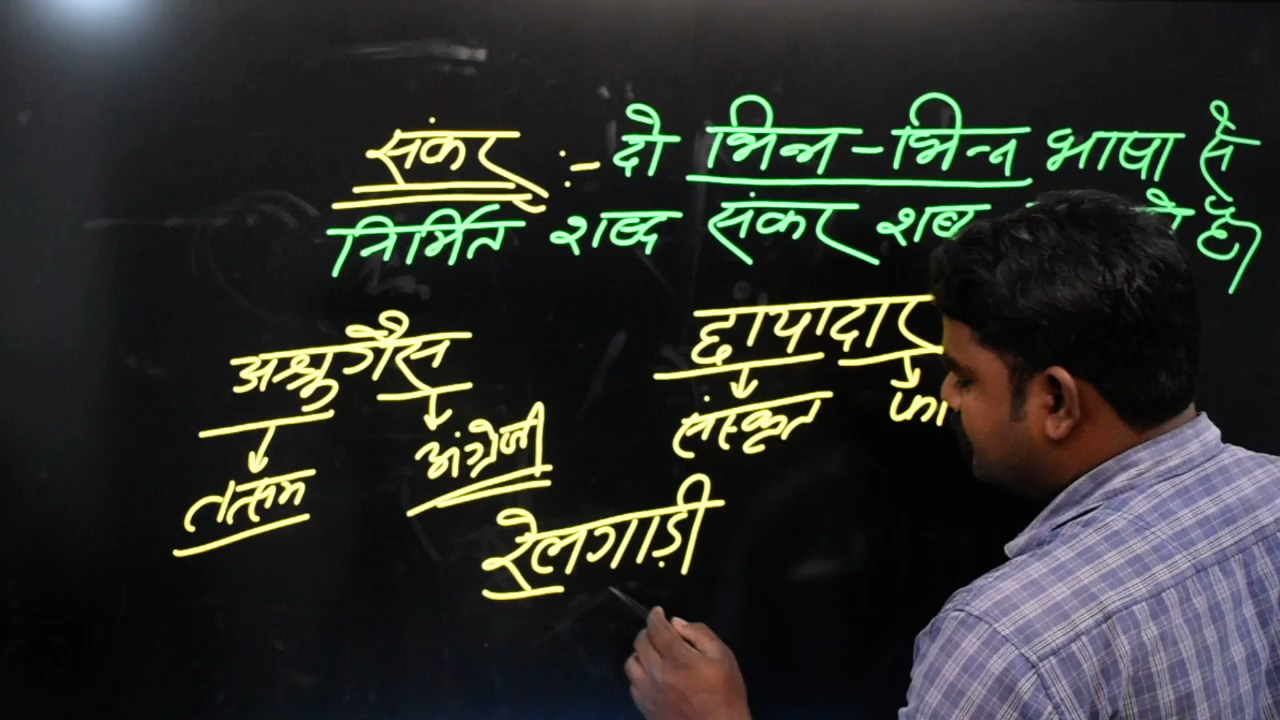 संकर :- दो भिन्न-भिन्न भाषा से
निर्मित शब्द संकर शब्द है।
अश्रुगैस
तत्सम अंग्रेजी
छायादार
संस्कृत
रेलगाड़ी